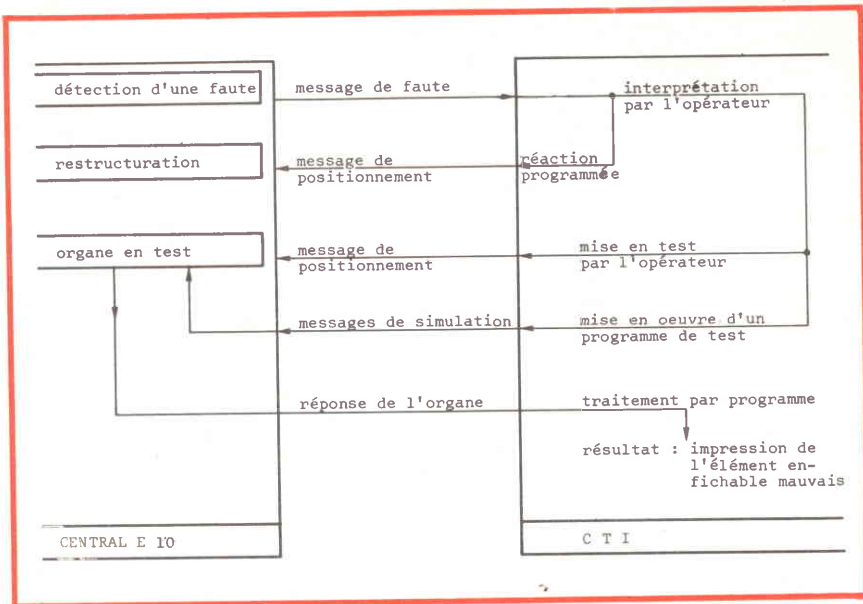 détection d'une faute
message de faute
interprétation
par l'opérateur
restructuration
message de
positionnement
réaction
programmée
organe en test
message de
positionnement
mise en test
par l'opérateur
messages de simulation
mise en oeuvre d'un
programme de test
réponse de l'organe
traitement par programme
résultat : impression de
l'élément en-
fichable mauvais
CENTRAL E 10
C T I